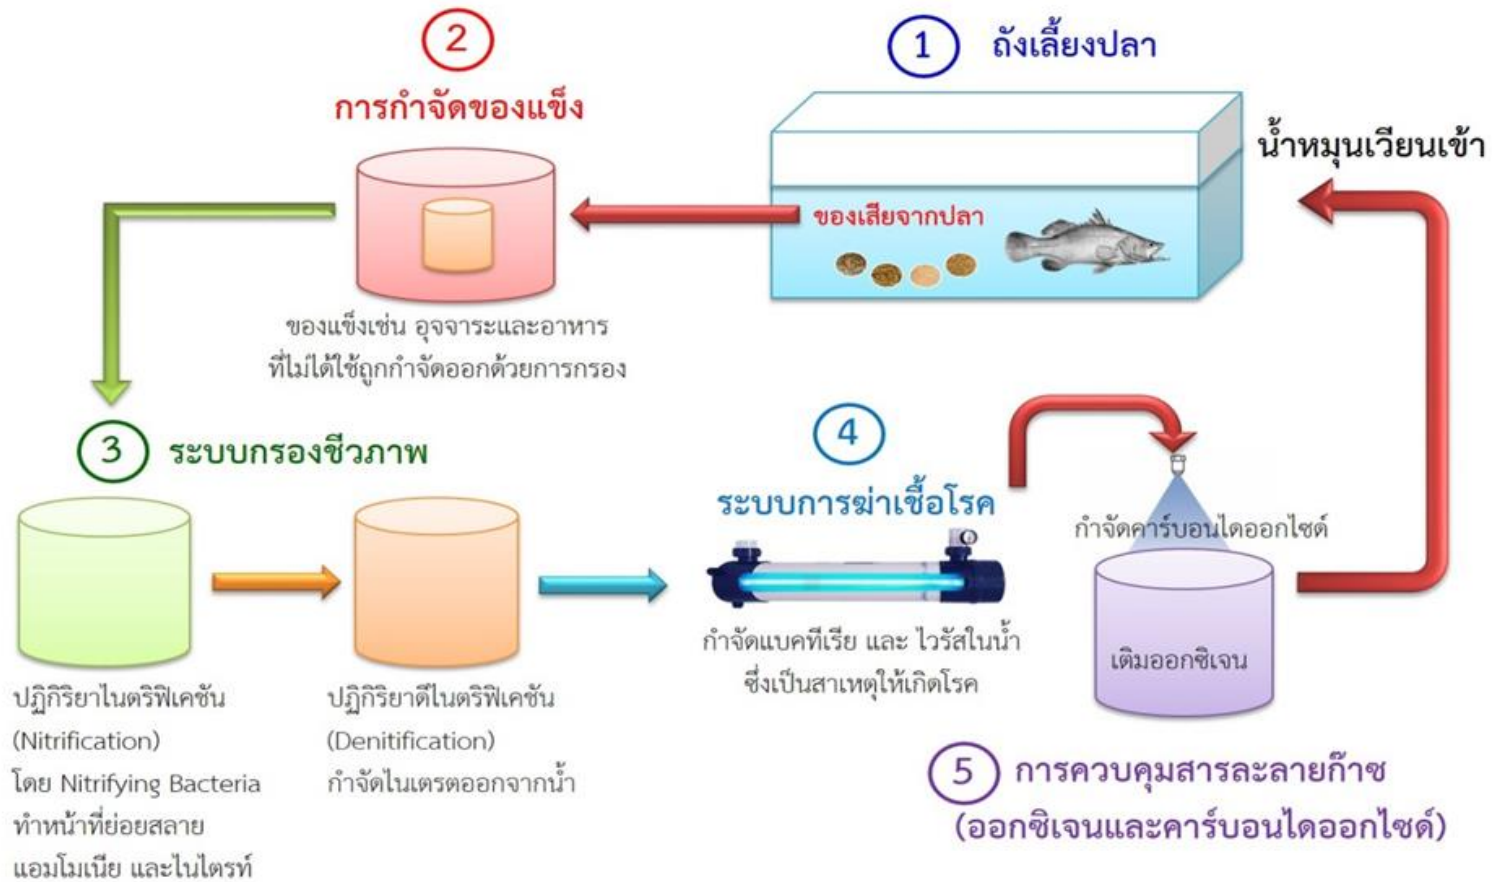 1 ถังเลี้ยงปลา
น้ำหมุนเวียนเข้า
ของเสียจากปลา
2
การกำจัดของแข็ง
ของแข็งเช่น อุจจาระและอาหาร
ที่ไม่ได้ใช้ถูกกำจัดออกด้วยการกรอง
3 ระบบกรองชีวภาพ
ปฏิกิริยาไนตริฟิเคชัน
(Nitrification)
โดย Nitrifying Bacteria
ทำหน้าที่ย่อยสลาย
แอมโมเนีย และไนไตรท์
ปฏิกิริยาดีไนตริฟิเคชัน
(Denitification)
กำจัดไนเตรตออกจากน้ำ
4
ระบบการฆ่าเชื้อโรค
กำจัดแบคทีเรีย และ ไวรัสในน้ำ
ซึ่งเป็นสาเหตุให้เกิดโรค
กำจัดคาร์บอนไดออกไซด์
เติมออกซิเจน
5 การควบคุมสารละลายก๊าซ
(ออกซิเจนและคาร์บอนไดออกไซด์)